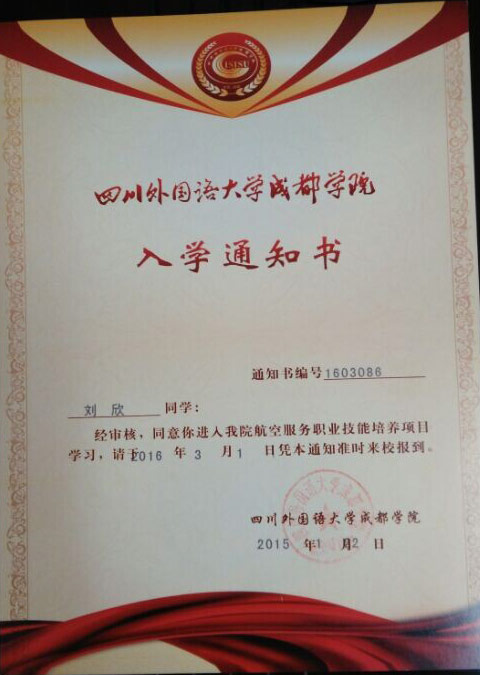 四川外国语大学成都学院
入学通知书
通知书编号1603086
刘 欣 同学:
经审核,同意你进入我院航空服务职业技能培养项目
学习,请于2016 年 3 月 1 日凭本通知准时来校报到。
四川外国语大学成都学院
2015 年 月 2 日